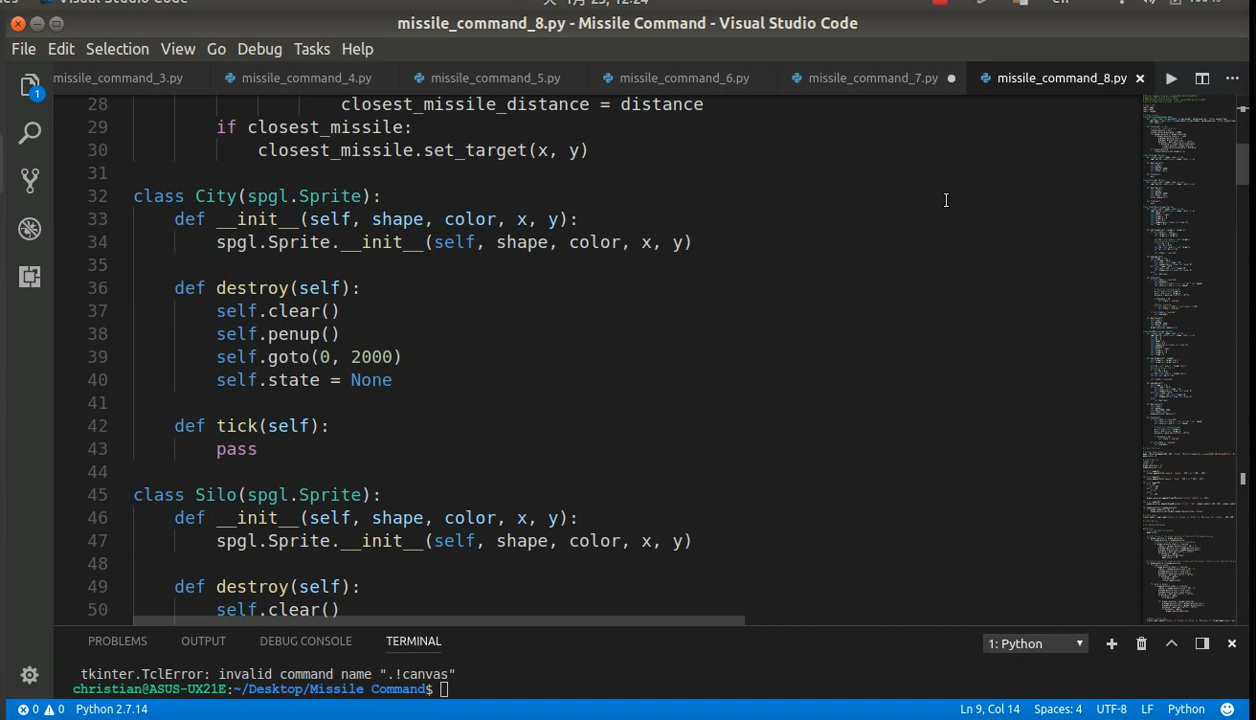 missile_command_8.py - Missile Command - Visual Studio Code
File Edit Selection View Go Debug Tasks Help
missile_command_3.py missile_command_4.py missile_command_5.py missile_command_6.py missile_command_7.py missile_command_8.py
28 closest_missile_distance = distance
29 if closest_missile:
30 closest_missile.set_target(x, y)
31
32 class City(spgl.Sprite):
33 def __init__(self, shape, color, x, y):
34 spgl.Sprite.__init__(self, shape, color, x, y)
35
36 def destroy(self):
37 self.clear()
38 self.penup()
39 self.goto(0, 2000)
40 self.state = None
41
42 def tick(self):
43 pass
44
45 class Silo(spgl.Sprite):
46 def __init__(self, shape, color, x, y):
47 spgl.Sprite.__init__(self, shape, color, x, y)
48
49 def destroy(self):
50 self.clear()
1
PROBLEMS OUTPUT DEBUG CONSOLE TERMINAL 1: Python
tkinter.TclError: invalid command name ".!canvas"
christian@ASUS-UX21E:~/Desktop/Missile Command$
0 0 Python 2.7.14 Ln 9, Col 14 Spaces: 4 UTF-8 LF Python